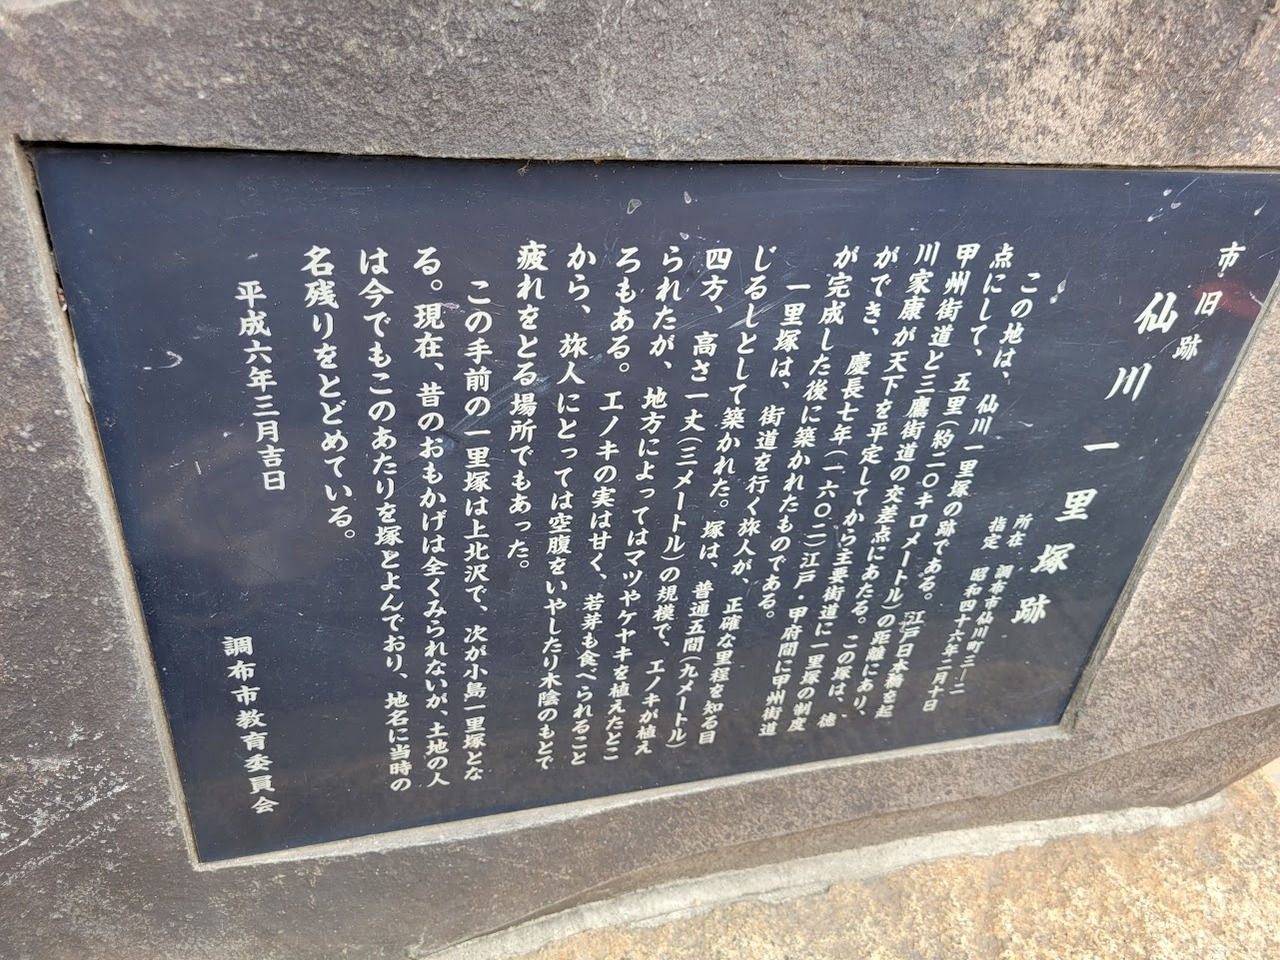 市旧跡
仙川一里塚跡
所在 調布市仙川町三ー二
指定 昭和四十六年二月十日
この地は、仙川一里塚の跡である。江戸日本橋を起
点にして、五里(約二〇キロメートル)の距離にあり、
甲州街道と三鷹街道の交差点にあたる。この塚は、徳
川家康が天下を平定してから主要街道に一里塚の制度
ができ、慶長七年(一六〇二)江戸・甲府間に甲州街道
が完成した後に築かれたものである。
一里塚は、街道を行く旅人が、正確な里程を知る目
じるしとして築かれた。塚は、普通五間(九メートル)
四方、高さ一丈(三メートル)の規模で、エノキが植え
られたが、地方によってはマツやケヤキを植えたとこ
ろもある。エノキの実は甘く、若芽も食べられること
から、旅人にとっては空腹をいやしたり木陰のもとで
疲れをとる場所でもあった。
この手前の一里塚は上北沢で、次が小島一里塚とな
る。現在、昔のおもかげは全くみられないが、土地の人
は今でもこのあたりを塚とよんでおり、地名に当時の
名残りをとどめている。
平成六年三月吉日
調布市教育委員会